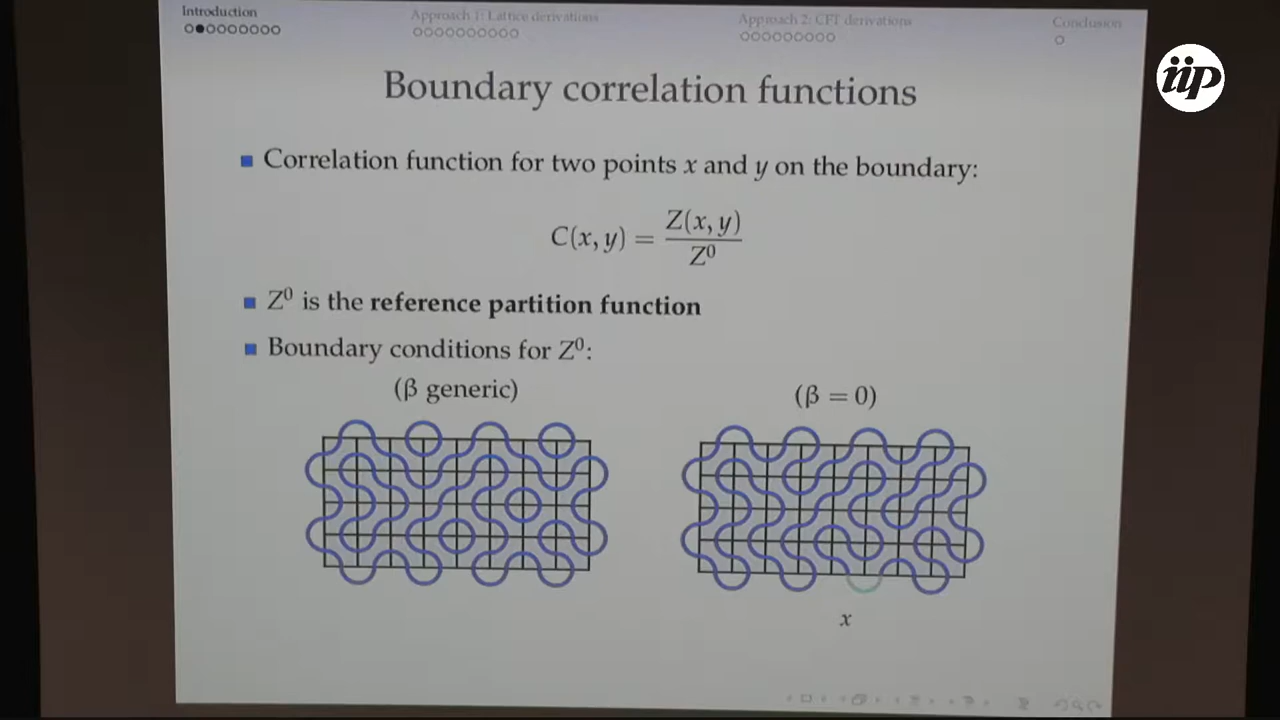 Introduction
Approach 1: Lattice derivations
Approach 2: CFT derivations
Conclusion
iip
Boundary correlation functions
Correlation function for two points x and y on the boundary:
C(x, y) = Z(x, y) / Z⁰
Z⁰ is the reference partition function
Boundary conditions for Z⁰:
(β generic)
(β = 0)
x